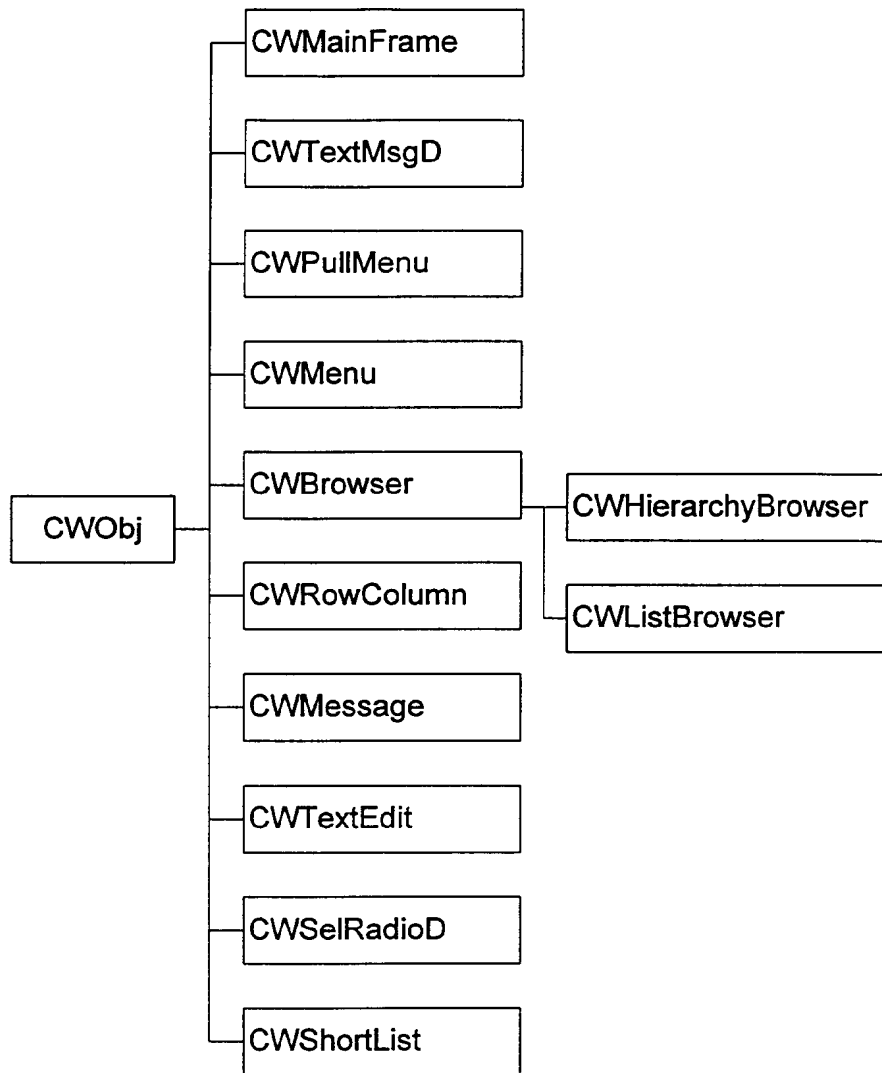 CWMainFrame
CWTextMsgD
CWPullMenu
CWMenu
CWBrowser
CWHierarchyBrowser
CWObj
CWRowColumn
CWListBrowser
CWMessage
CWTextEdit
CWSelRadioD
CWShortList